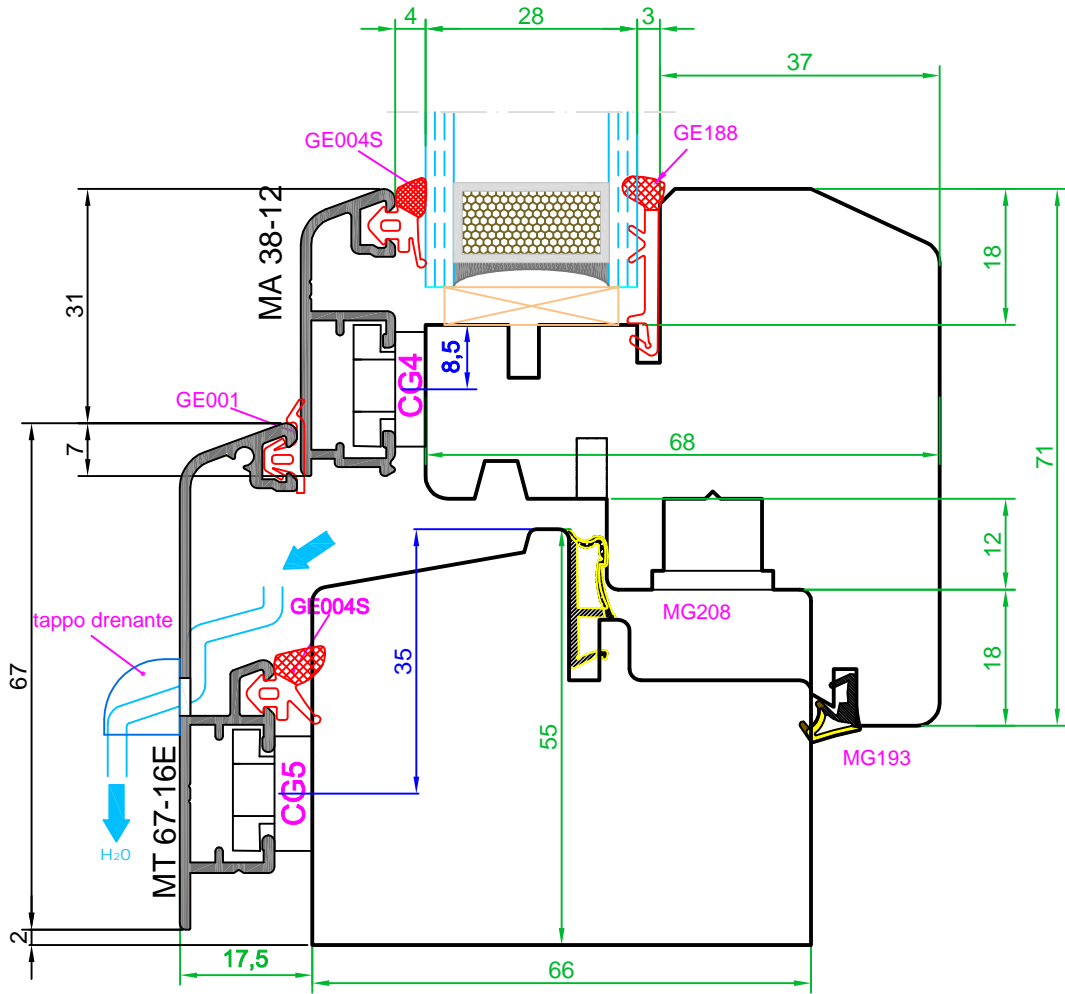 4
28
3
37
GE004S
GE188
MA 38-12
31
18
8,5
CG4
GE001
7
68
71
12
tappo drenante
GE004S
MG208
35
18
67
55
MG193
CG5
MT 67-16E
H2O
2
17,5
66